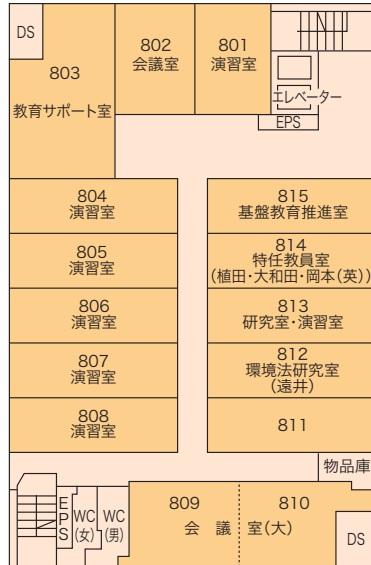 DS
803
教育サポート室
802
会議室
801
演習室
エレベーター
EPS
804
演習室
815
基盤教育推進室
805
演習室
814
特任教員室
(植田・大和田・岡本(英))
806
演習室
813
研究室・演習室
807
演習室
812
環境法研究室
(遠井)
808
演習室
811
物品庫
EPS
WC
(女)
WC
(男)
809
810
会 議 室(大)
DS